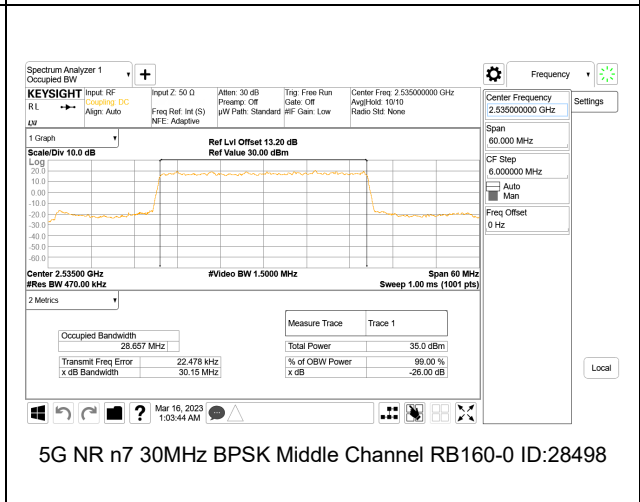 Spectrum Analyzer 1
Occupied BW
+
Frequency
KEYSIGHT Input: RF Input Z: 50 Ω Atten: 30 dB Trig: Free Run Center Freq: 2.535000000 GHz
RL Coupling: DC Preamp: Off Gate: Off Avg|Hold: 10/10
Align: Auto Freq Ref: Int (S) µW Path: Standard #IF Gain: Low Radio Std: None
LXI NFE: Adaptive
Center Frequency
2.535000000 GHz
Settings
Span
60.000 MHz
CF Step
6.000000 MHz
Auto
Man
Freq Offset
0 Hz
Local
1 Graph
Ref Lvl Offset 13.20 dB
Scale/Div 10.0 dB Ref Value 30.00 dBm
Log
20.0
10.0
0.00
-10.0
-20.0
-30.0
-40.0
-50.0
-60.0
Center 2.53500 GHz #Video BW 1.5000 MHz Span 60 MHz
#Res BW 470.00 kHz Sweep 1.00 ms (1001 pts)
2 Metrics
Measure Trace Trace 1
Occupied Bandwidth
28.657 MHz Total Power 35.0 dBm
Transmit Freq Error 22.478 kHz % of OBW Power 99.00 %
x dB Bandwidth 30.15 MHz x dB -26.00 dB
? Mar 16, 2023
1:03:44 AM
5G NR n7 30MHz BPSK Middle Channel RB160-0 ID:28498